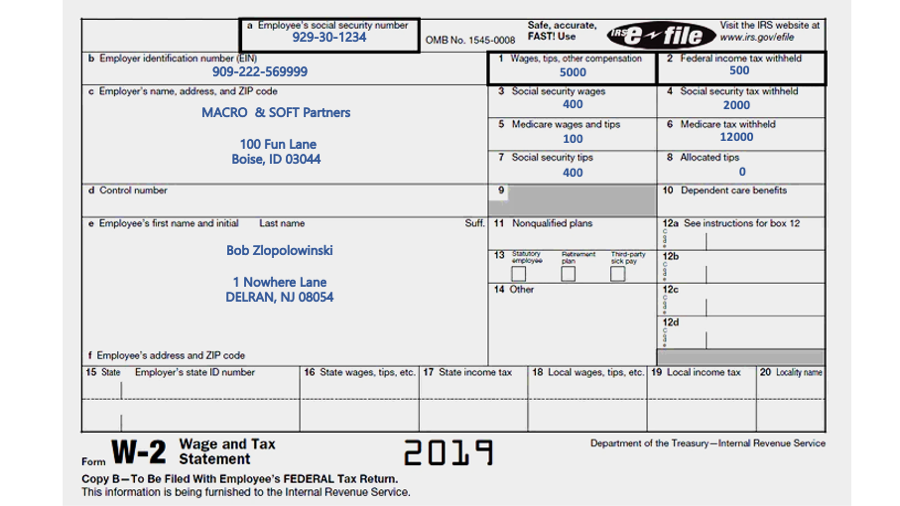 a Employee's social security number
929-30-1234
OMB No. 1545-0008
Safe, accurate,
FAST! Use
IRS e~file
Visit the IRS website at
www.irs.gov/efile
b Employer identification number (EIN)
909-222-569999
1 Wages, tips, other compensation
5000
2 Federal income tax withheld
500
c Employer's name, address, and ZIP code
MACRO & SOFT Partners
100 Fun Lane
Boise, ID 03044
3 Social security wages
400
4 Social security tax withheld
2000
5 Medicare wages and tips
100
6 Medicare tax withheld
12000
7 Social security tips
400
8 Allocated tips
0
d Control number
9
10 Dependent care benefits
e Employee's first name and initial Last name Suff.
Bob Zlopolowinski
1 Nowhere Lane
DELRAN, NJ 08054
11 Nonqualified plans
12a See instructions for box 12
Code
13 Statutory employee Retirement plan Third-party sick pay
12b
Code
14 Other
12c
Code
12d
Code
f Employee's address and ZIP code
15 State Employer's state ID number
16 State wages, tips, etc.
17 State income tax
18 Local wages, tips, etc.
19 Local income tax
20 Locality name
Form W-2 Wage and Tax
Statement
2019
Department of the Treasury—Internal Revenue Service
Copy B—To Be Filed With Employee's FEDERAL Tax Return.
This information is being furnished to the Internal Revenue Service.